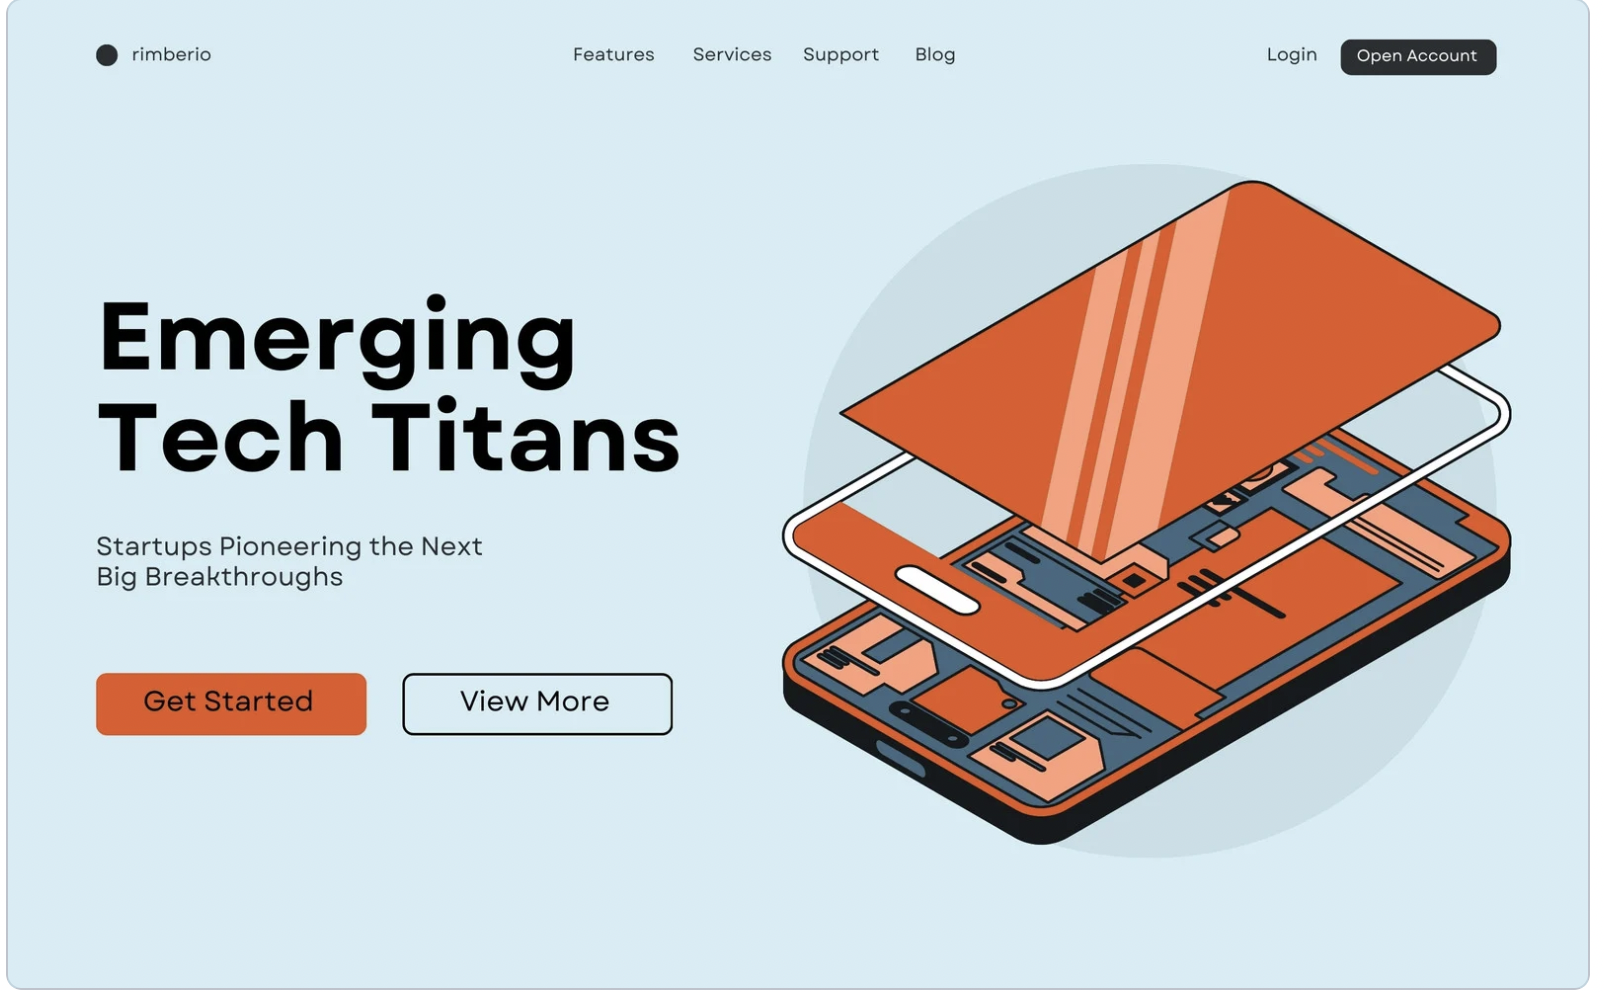 rimberio
Features Services Support Blog
Login Open Account
Emerging
Tech Titans
Startups Pioneering the Next
Big Breakthroughs
Get Started
View More